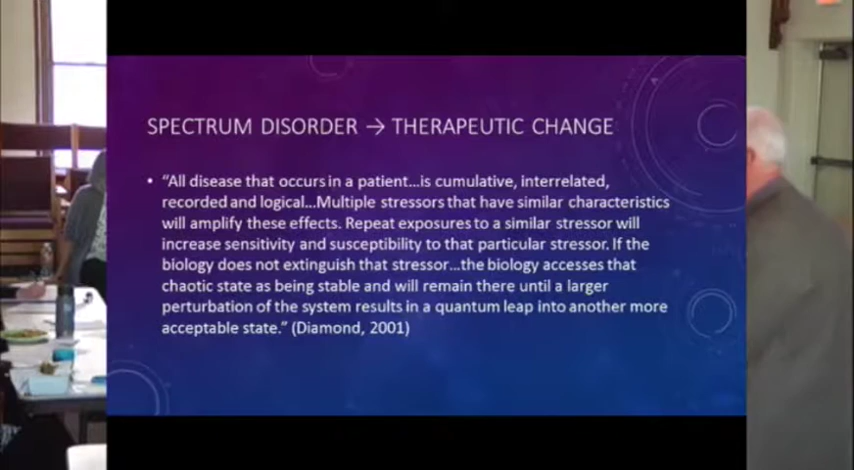 SPECTRUM DISORDER → THERAPEUTIC CHANGE
• “All disease that occurs in a patient…is cumulative, interrelated,
recorded and logical…Multiple stressors that have similar characteristics
will amplify these effects. Repeat exposures to a similar stressor will
increase sensitivity and susceptibility to that particular stressor. If the
biology does not extinguish that stressor…the biology accesses that
chaotic state as being stable and will remain there until a larger
perturbation of the system results in a quantum leap into another more
acceptable state.” (Diamond, 2001)